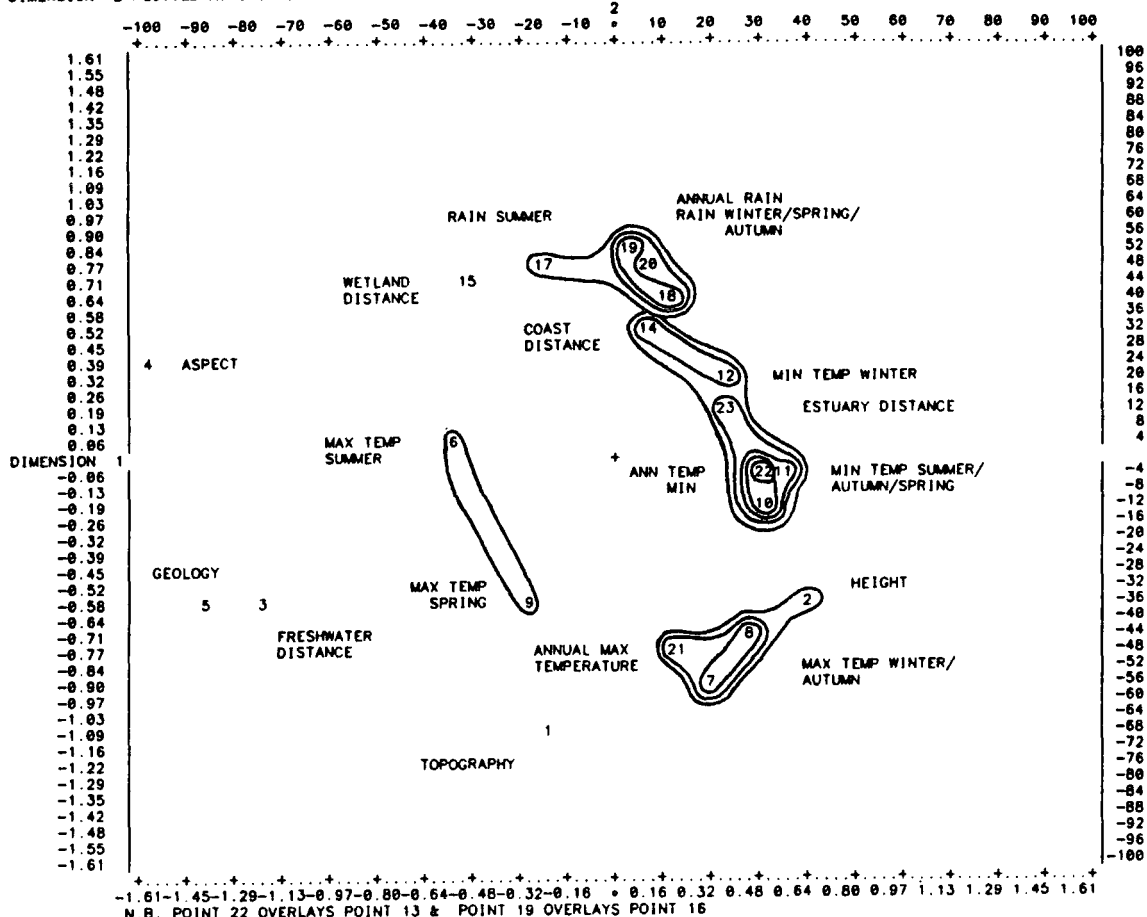 2
-100 -90 -80 -70 -60 -50 -40 -30 -20 -10 * 10 20 30 40 50 60 70 80 90 100
1.61 100
1.55 96
1.48 92
1.42 88
1.35 84
1.29 80
1.22 76
1.16 72
1.09 68
1.03 64
0.97 60
0.90 56
0.84 52
0.77 48
0.71 44
0.64 40
0.58 36
0.52 32
0.45 28
0.39 24
0.32 20
0.26 16
0.19 12
0.13 8
0.06 4
DIMENSION 1
-0.06 -4
-0.13 -8
-0.19 -12
-0.26 -16
-0.32 -20
-0.39 -24
-0.45 -28
-0.52 -32
-0.58 -36
-0.64 -40
-0.71 -44
-0.77 -48
-0.84 -52
-0.90 -56
-0.97 -60
-1.03 -64
-1.09 -68
-1.16 -72
-1.22 -76
-1.29 -80
-1.35 -84
-1.42 -88
-1.48 -92
-1.55 -96
-1.61 -100
RAIN SUMMER
ANNUAL RAIN
RAIN WINTER/SPRING/
AUTUMN
19
17
20
18
WETLAND
DISTANCE
15
COAST
DISTANCE
14
4 ASPECT
12
MIN TEMP WINTER
23
ESTUARY DISTANCE
MAX TEMP
SUMMER
6
+
ANN TEMP
MIN
22 11
10
MIN TEMP SUMMER/
AUTUMN/SPRING
GEOLOGY
5 3
FRESHWATER
DISTANCE
MAX TEMP
SPRING
9
HEIGHT
2
8
21
7
ANNUAL MAX
TEMPERATURE
MAX TEMP WINTER/
AUTUMN
1
TOPOGRAPHY
-1.61-1.45-1.29-1.13-0.97-0.80-0.64-0.48-0.32-0.16 * 0.16 0.32 0.48 0.64 0.80 0.97 1.13 1.29 1.45 1.61
N.B. POINT 22 OVERLAYS POINT 13 & POINT 19 OVERLAYS POINT 16